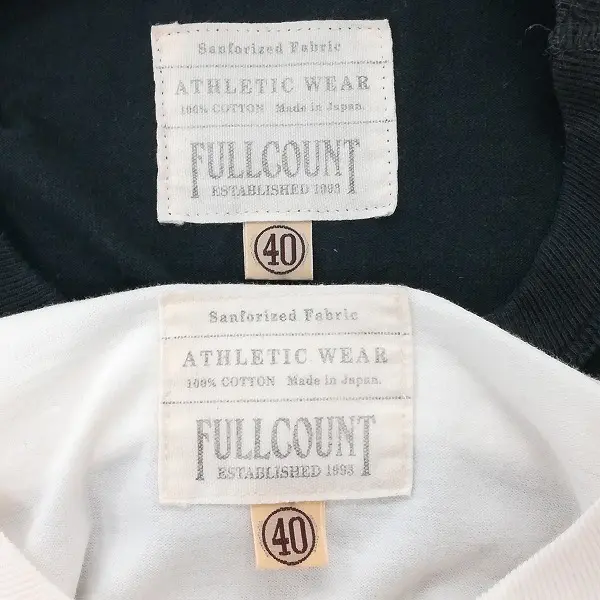 Sanforized Fabric
ATHLETIC WEAR
100% COTTON Made in Japan.
FULLCOUNT
ESTABLISHED 1993
40
Sanforized Fabric
ATHLETIC WEAR
100% COTTON Made in Japan.
FULLCOUNT
ESTABLISHED 1993
40